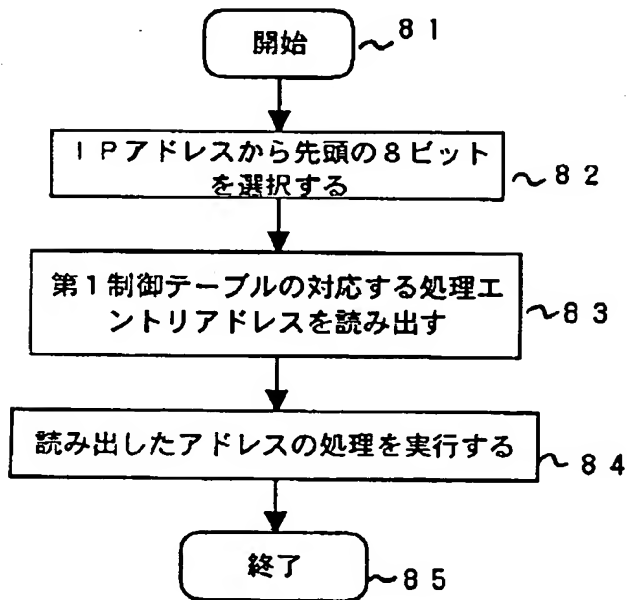 開始
~81
IPアドレスから先頭の8ビット
を選択する
~82
第1制御テーブルの対応する処理エ
ントリアドレスを読み出す
~83
読み出したアドレスの処理を実行する
~84
終了
~85